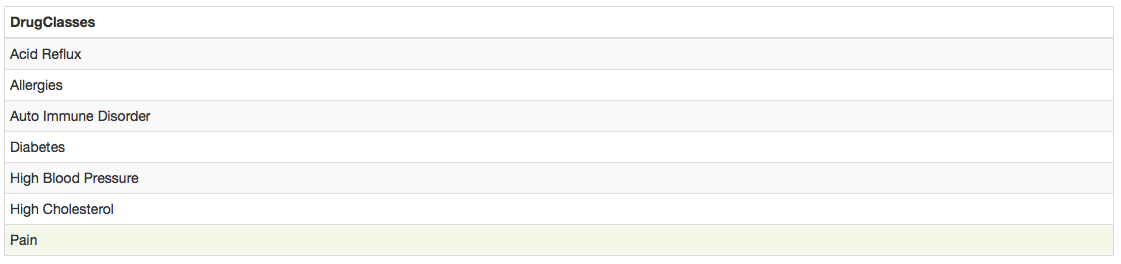 DrugClasses
Acid Reflux
Allergies
Auto Immune Disorder
Diabetes
High Blood Pressure
High Cholesterol
Pain